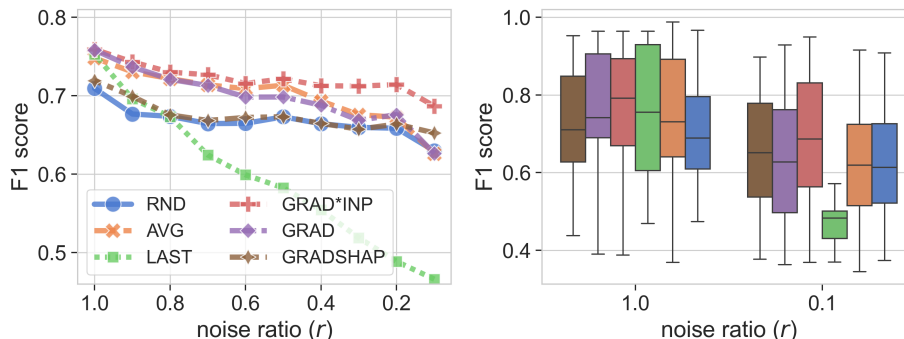 0.8
0.7
0.6
0.5
F1 score
RND
AVG
LAST
GRAD*INP
GRAD
GRADSHAP
1.0
0.8
0.6
0.4
0.2
noise ratio (r)
1.0
0.8
0.6
0.4
F1 score
1.0
0.1
noise ratio (r)